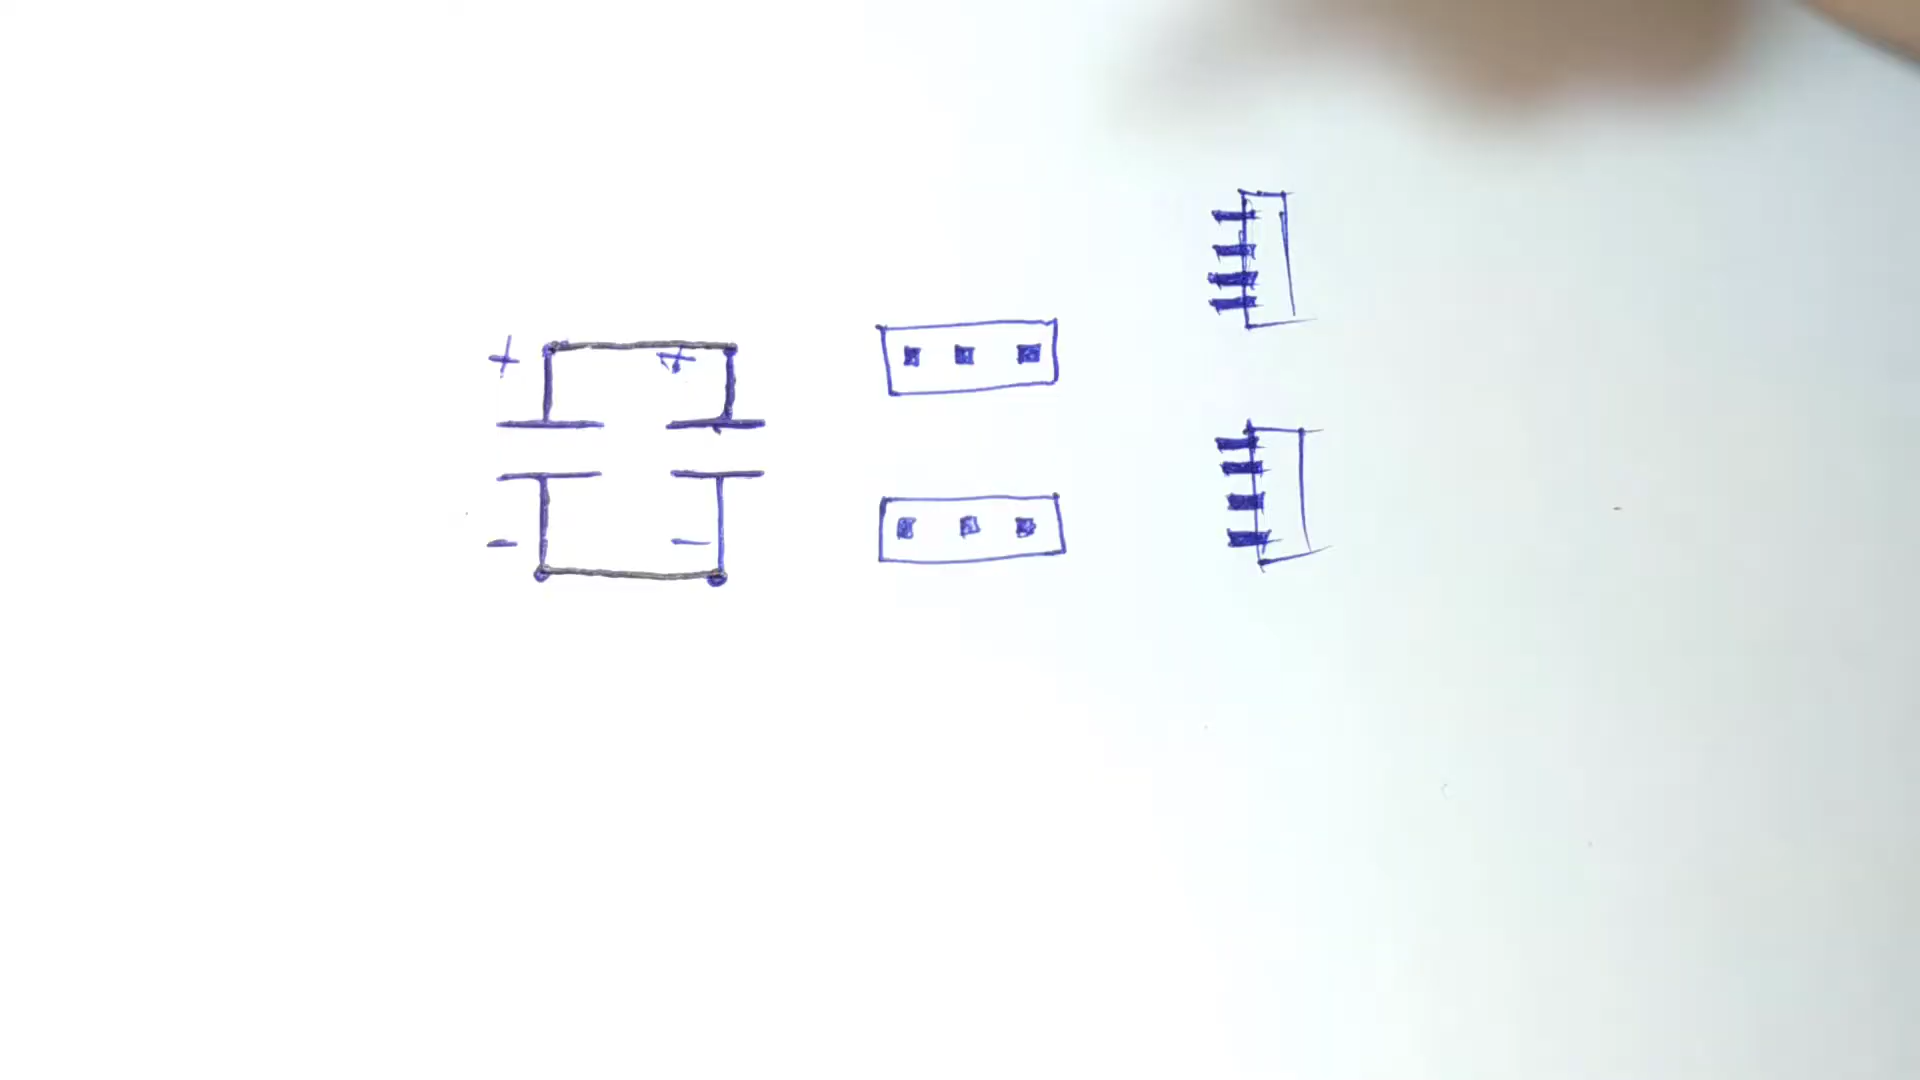 + +
- -